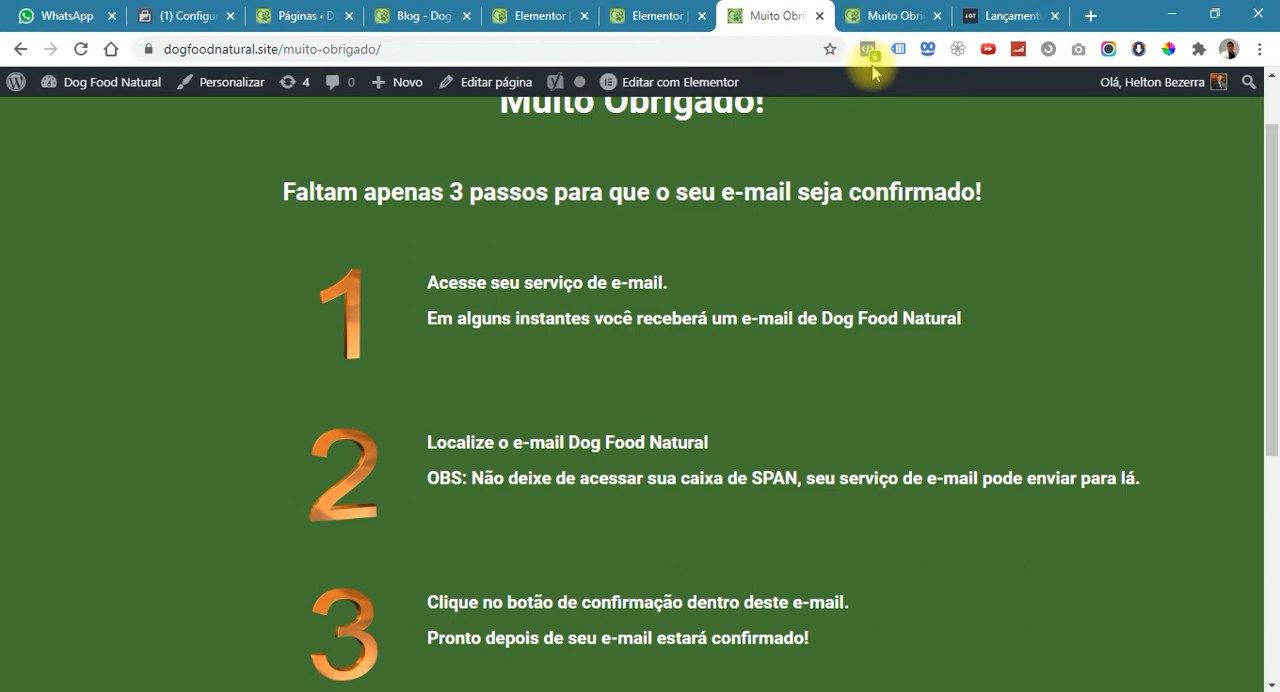 WhatsApp
(1) Configu
Páginas ‹ D
Blog - Dog
Elementor
Elementor
Muito Obri
Muito Obri
Lançament
dogfoodnatural.site/muito-obrigado/
6
Dog Food Natural
Personalizar
4
0
Novo
Editar página
Editar com Elementor
Olá, Helton Bezerra
Muito Obrigado!
Faltam apenas 3 passos para que o seu e-mail seja confirmado!
1
Acesse seu serviço de e-mail.
Em alguns instantes você receberá um e-mail de Dog Food Natural
2
Localize o e-mail Dog Food Natural
OBS: Não deixe de acessar sua caixa de SPAN, seu serviço de e-mail pode enviar para lá.
3
Clique no botão de confirmação dentro deste e-mail.
Pronto depois de seu e-mail estará confirmado!